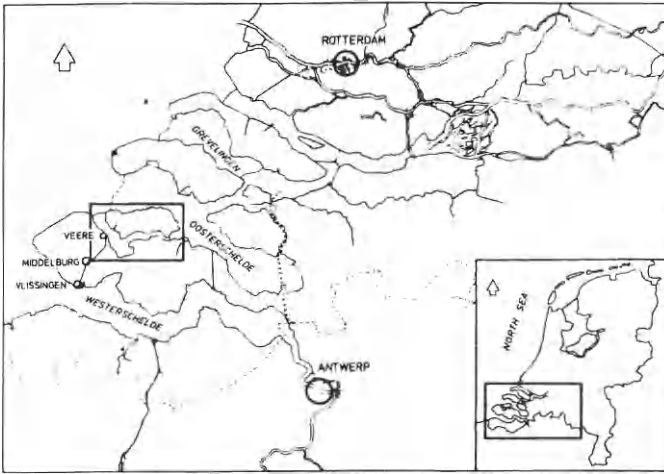 ROTTERDAM
GREVELINGEN
VEERE
OOSTERSCHELDE
MIDDELBURG
VLISSINGEN
WESTERSCHELDE
ANTWERP
NORTH SEA